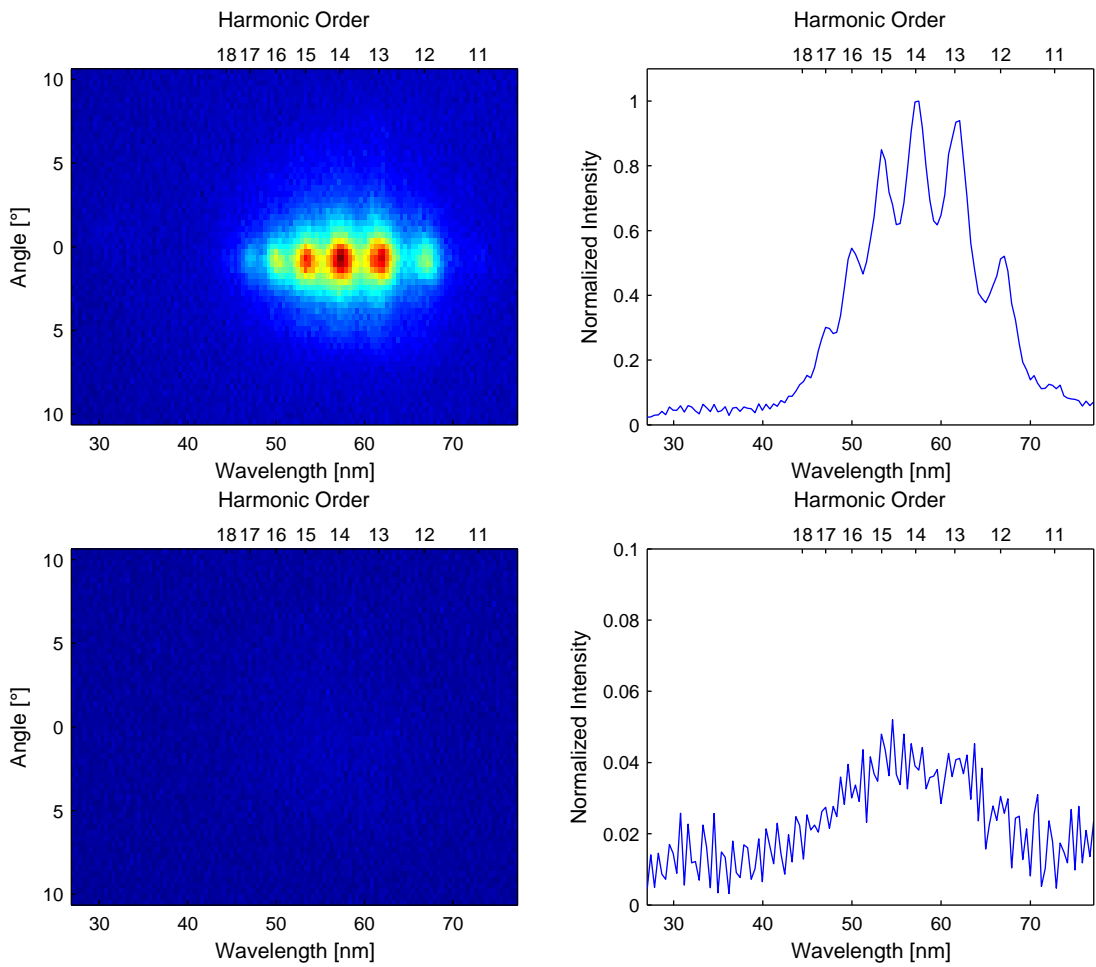 Harmonic Order
18 17 16 15 14 13 12 11
10
5
0
5
10
Angle [°]
30 40 50 60 70
Wavelength [nm]
Harmonic Order
18 17 16 15 14 13 12 11
1
0.8
0.6
0.4
0.2
0
Normalized Intensity
30 40 50 60 70
Wavelength [nm]
Harmonic Order
18 17 16 15 14 13 12 11
10
5
0
5
10
Angle [°]
30 40 50 60 70
Wavelength [nm]
Harmonic Order
18 17 16 15 14 13 12 11
0.1
0.08
0.06
0.04
0.02
0
Normalized Intensity
30 40 50 60 70
Wavelength [nm]